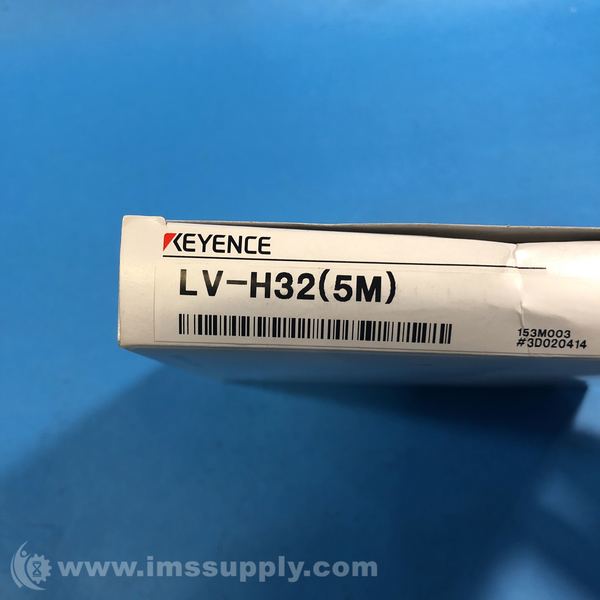 KEYENCE
LV-H32(5M)
153M003
#3D020414
www.imssupply.com